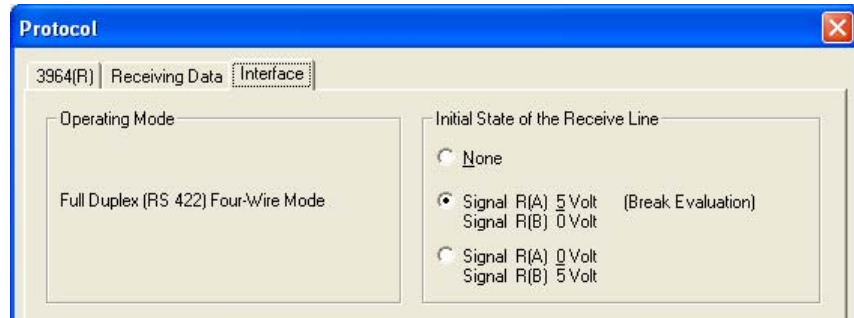 Protocol
3964(R) Receiving Data Interface
Operating Mode
Full Duplex (RS 422) Four-Wire Mode
Initial State of the Receive Line
None
Signal R(A) 5 Volt (Break Evaluation)
Signal R(B) 0 Volt
Signal R(A) 0 Volt
Signal R(B) 5 Volt